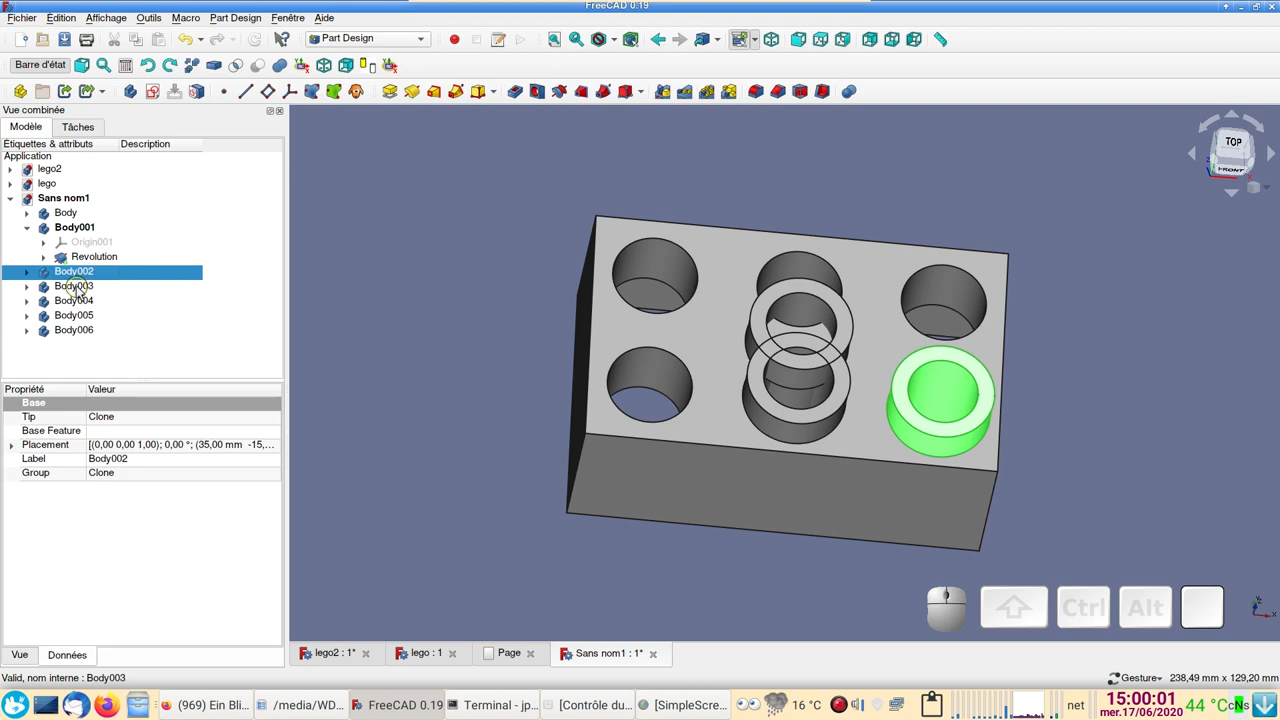 FreeCAD 0.19
Fichier Édition Affichage Outils Macro Part Design Fenêtre Aide
Part Design
Barre d'état
Vue combinée
Modèle Tâches
Étiquettes & attributs Description
Application
lego2
lego
Sans nom1
Body
Body001
Origin001
Revolution
Body002
Body003
Body004
Body005
Body006
Propriété Valeur
Base
Tip Clone
Base Feature
Placement [(0,00 0,00 1,00); 0,00 °; (35,00 mm -15,...
Label Body002
Group Clone
Vue Données
TOP
FRONT
Ctrl Alt
lego2 : 1* lego : 1 Page Sans nom1 : 1*
Valid, nom interne : Body003
Gesture 238,49 mm x 129,20 mm
(969) Ein Bli... /media/WD... FreeCAD 0.19 Terminal - jp... [Contrôle du... [SimpleScre... 16 °C net 15:00:01 44 °C
mer.17/06/2020